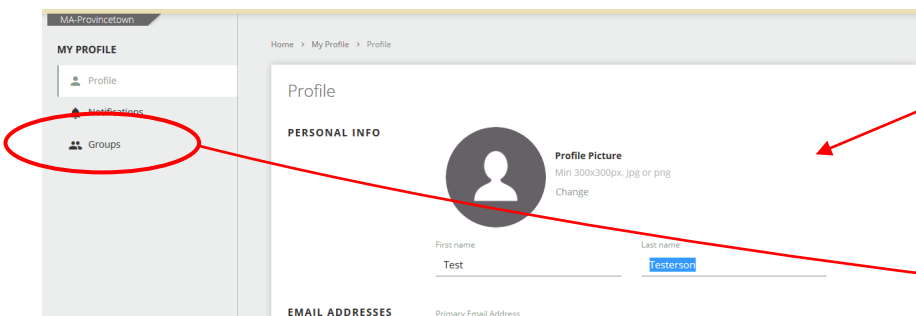 MA-Provincetown
MY PROFILE
Profile
Notifications
Groups
Home > My Profile > Profile
Profile
PERSONAL INFO
Profile Picture
Min 300x300px, jpg or png
Change
First name
Last name
Test
Testerson
EMAIL ADDRESSES
Primary Email Address